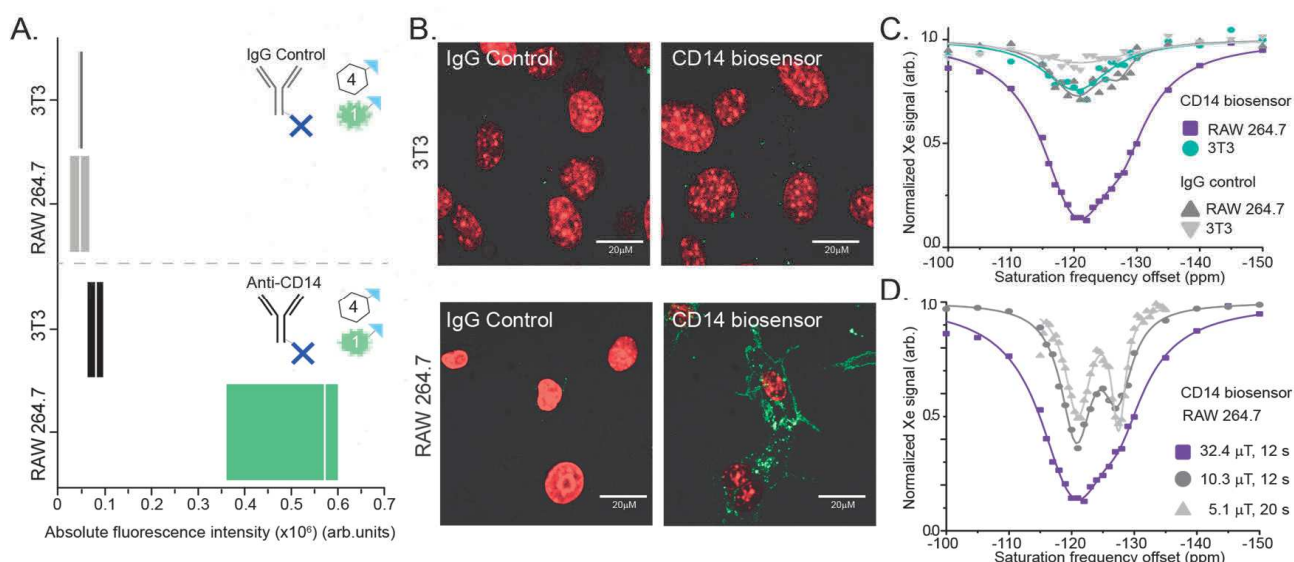 A.
3T3
RAW 264.7
3T3
RAW 264.7
IgG Control
4
1
Anti-CD14
4
1
0 0.1 0.2 0.3 0.4 0.5 0.6 0.7
Absolute fluorescence intensity (x10⁶) (arb.units)
B.
3T3
IgG Control
20µM
CD14 biosensor
20µM
RAW 264.7
IgG Control
20µM
CD14 biosensor
20µM
C.
Normalized Xe signal (arb.)
1.0
0.5
0.0
CD14 biosensor
RAW 264.7
3T3
IgG control
RAW 264.7
3T3
-100 -110 -120 -130 -140 -150
Saturation frequency offset (ppm)
D.
Normalized Xe signal (arb.)
1.0
0.5
0.0
CD14 biosensor
RAW 264.7
32.4 µT, 12 s
10.3 µT, 12 s
5.1 µT, 20 s
-100 -110 -120 -130 -140 -150
Saturation frequency offset (ppm)